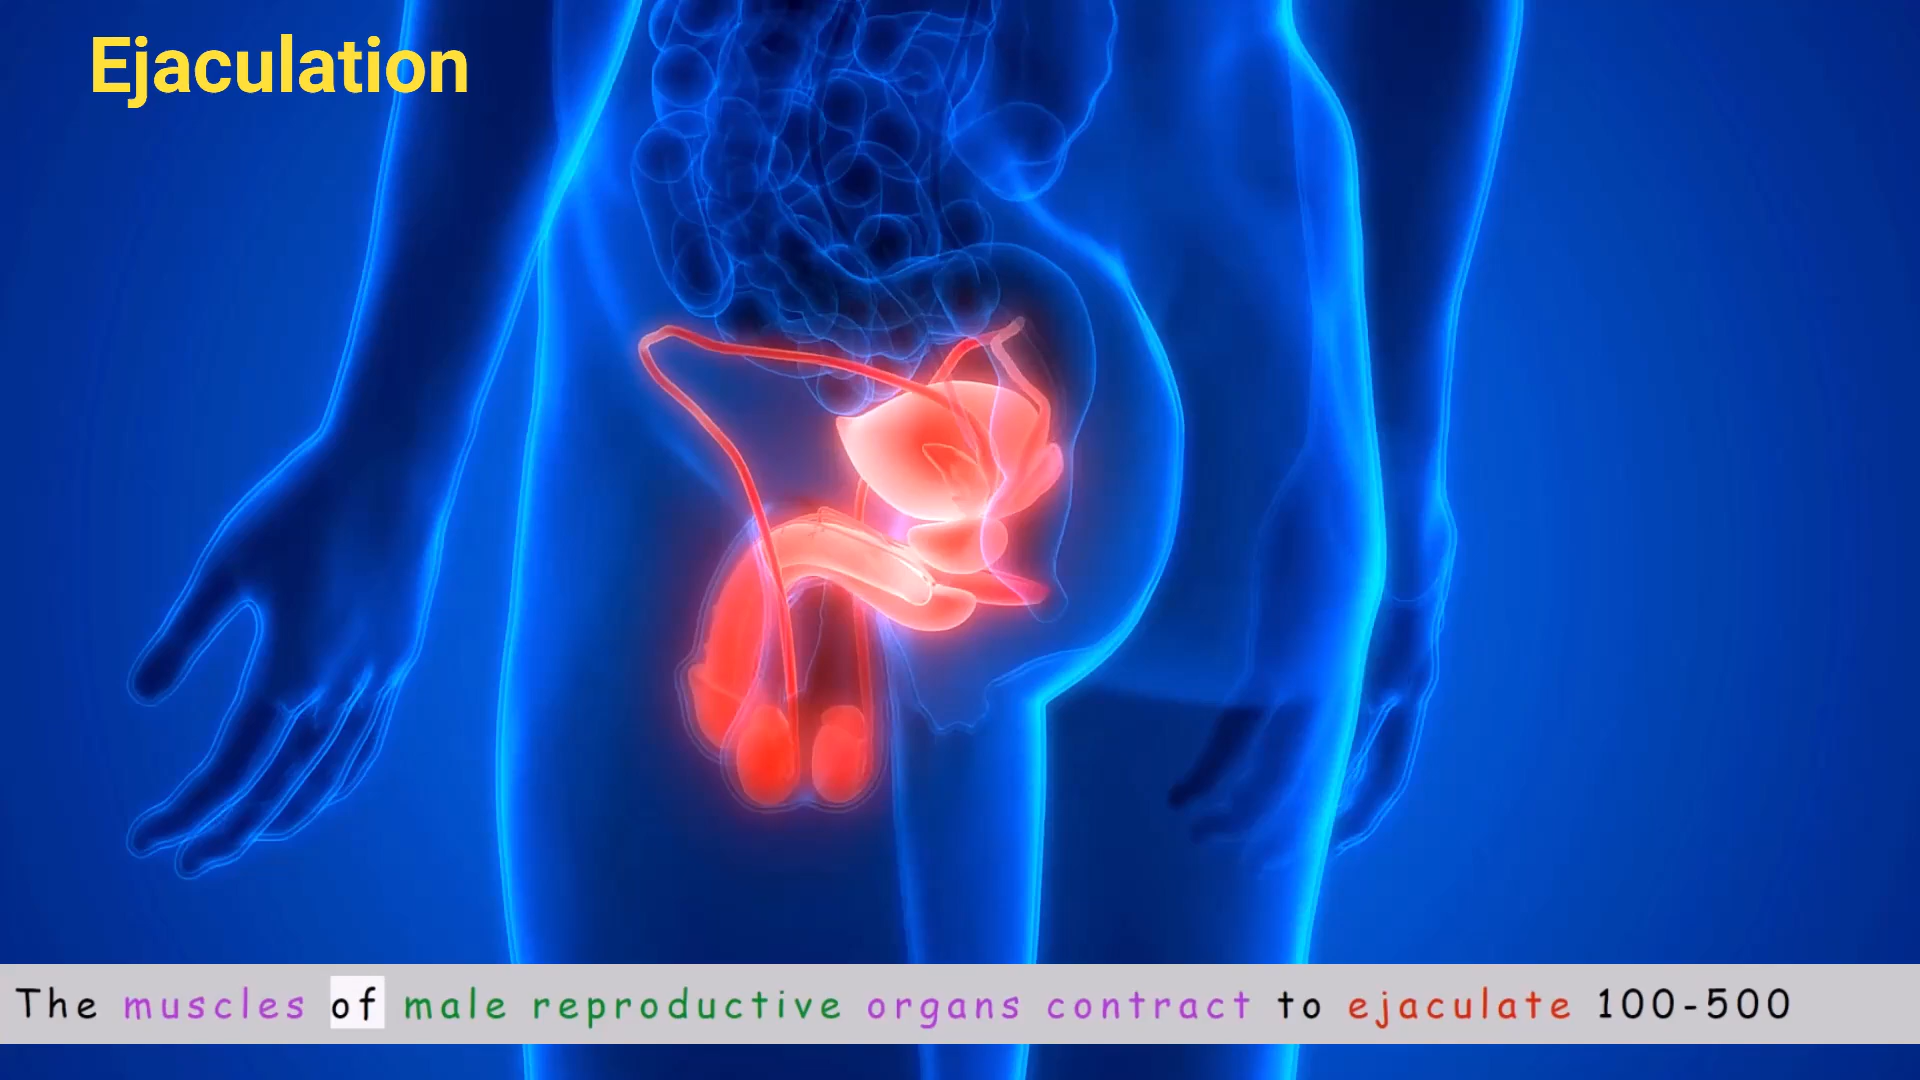 Ejaculation
The muscles of male reproductive organs contract to ejaculate 100-500